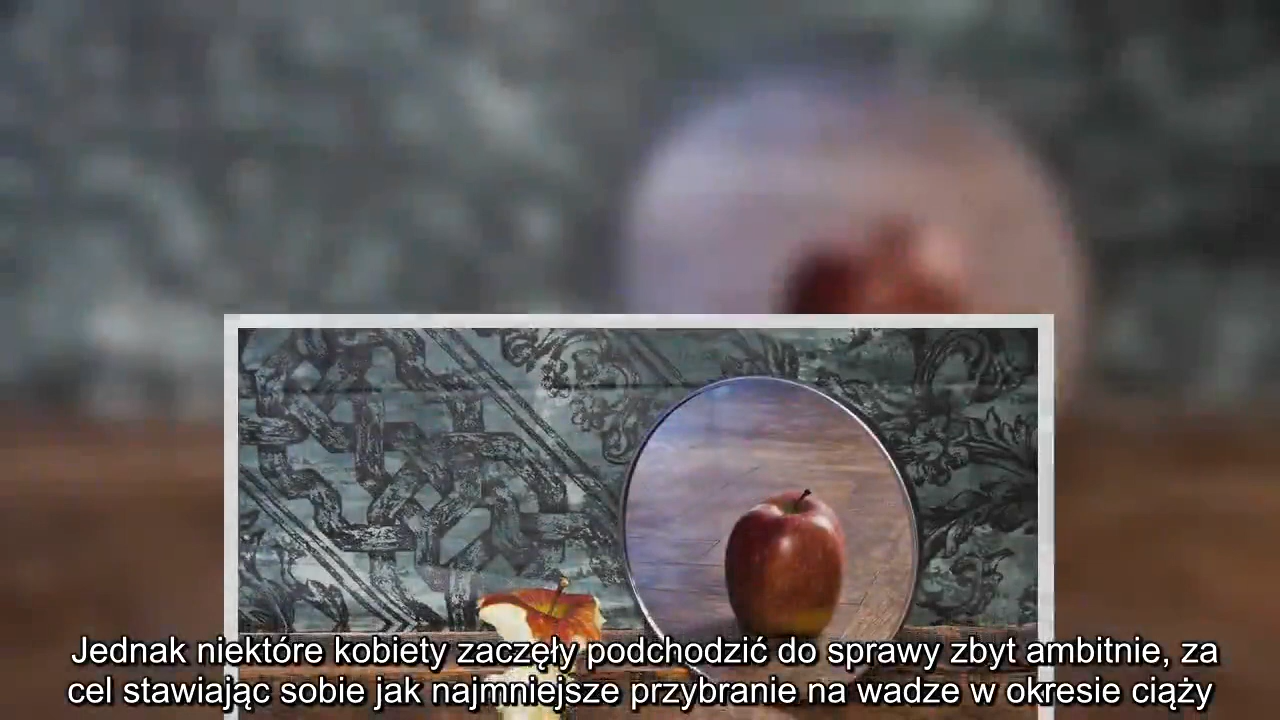 Jednak niektóre kobiety zaczęły podchodzić do sprawy zbyt ambitnie, za
cel stawiając sobie jak najmniejsze przybranie na wadze w okresie ciąży